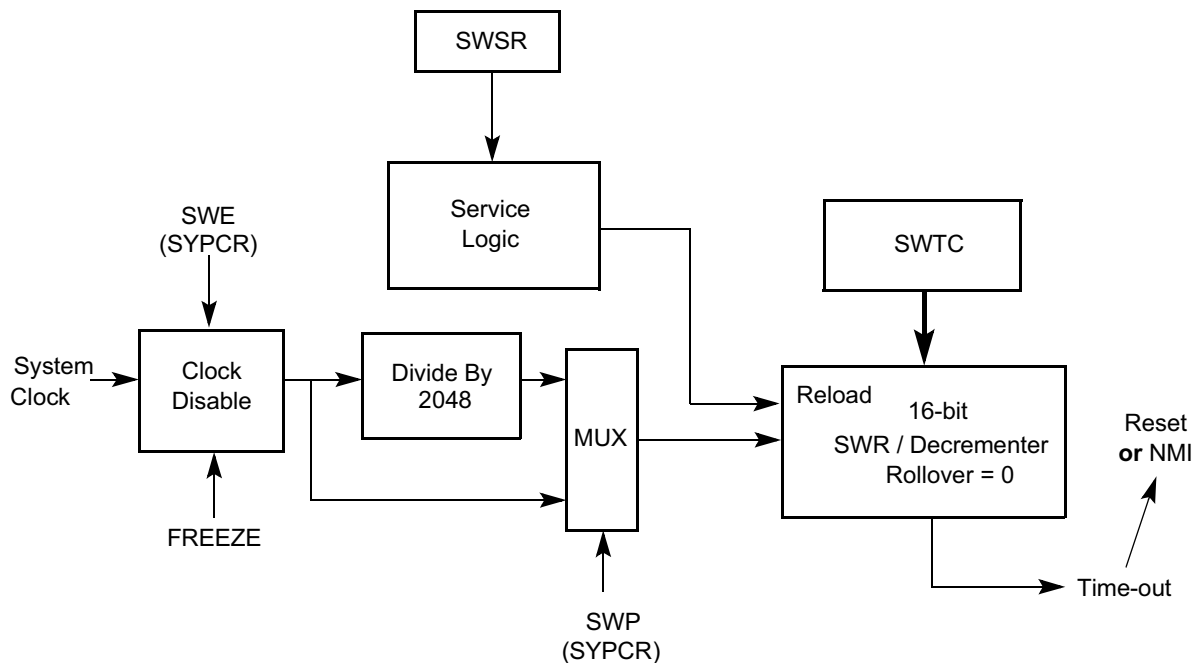 SWSR
Service
Logic
SWE
(SYPCR)
SWTC
System
Clock
Clock
Disable
Divide By
2048
MUX
Reload
16-bit
SWR / Decrementer
Rollover = 0
Reset
or NMI
FREEZE
Time-out
SWP
(SYPCR)